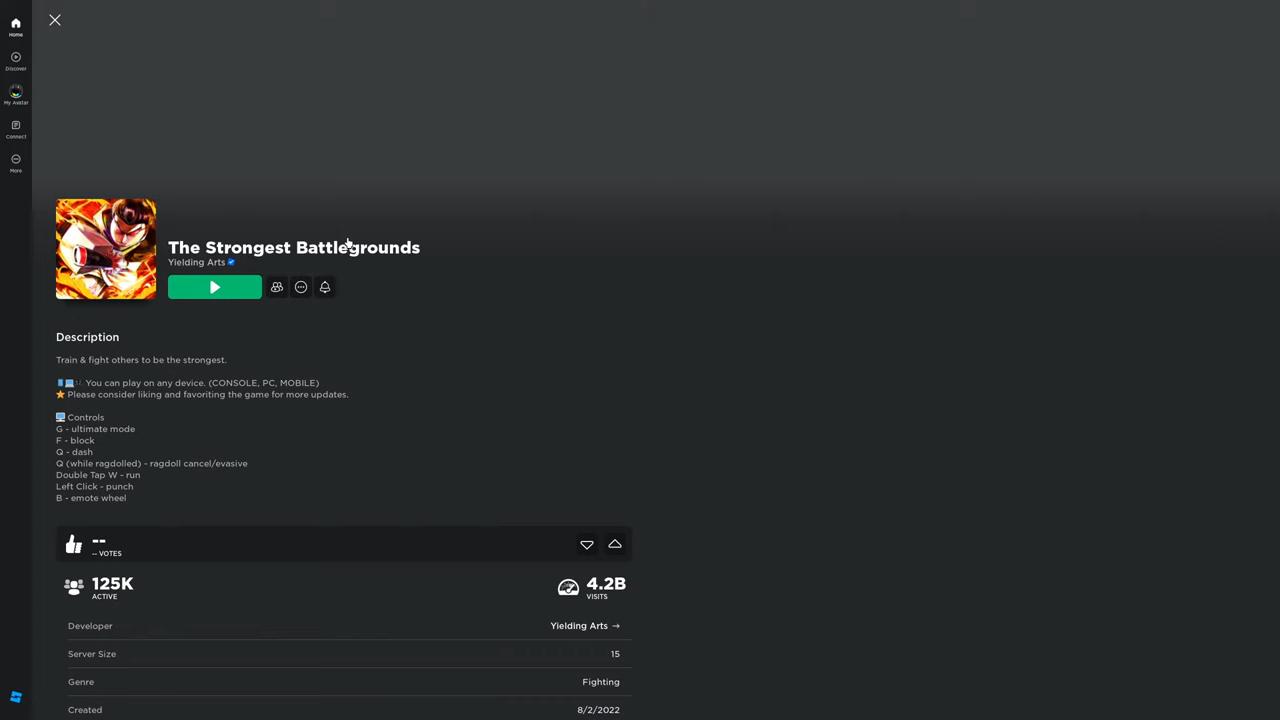 Home
Discover
My Avatar
Connect
More
The Strongest Battlegrounds
Yielding Arts
Description
Train & fight others to be the strongest.
You can play on any device. (CONSOLE, PC, MOBILE)
Please consider liking and favoriting the game for more updates.
Controls
G - ultimate mode
F - block
Q - dash
Q (while ragdolled) - ragdoll cancel/evasive
Double Tap W - run
Left Click - punch
B - emote wheel
--
-- VOTES
125K
ACTIVE
4.2B
VISITS
Developer
Yielding Arts →
Server Size
15
Genre
Fighting
Created
8/2/2022